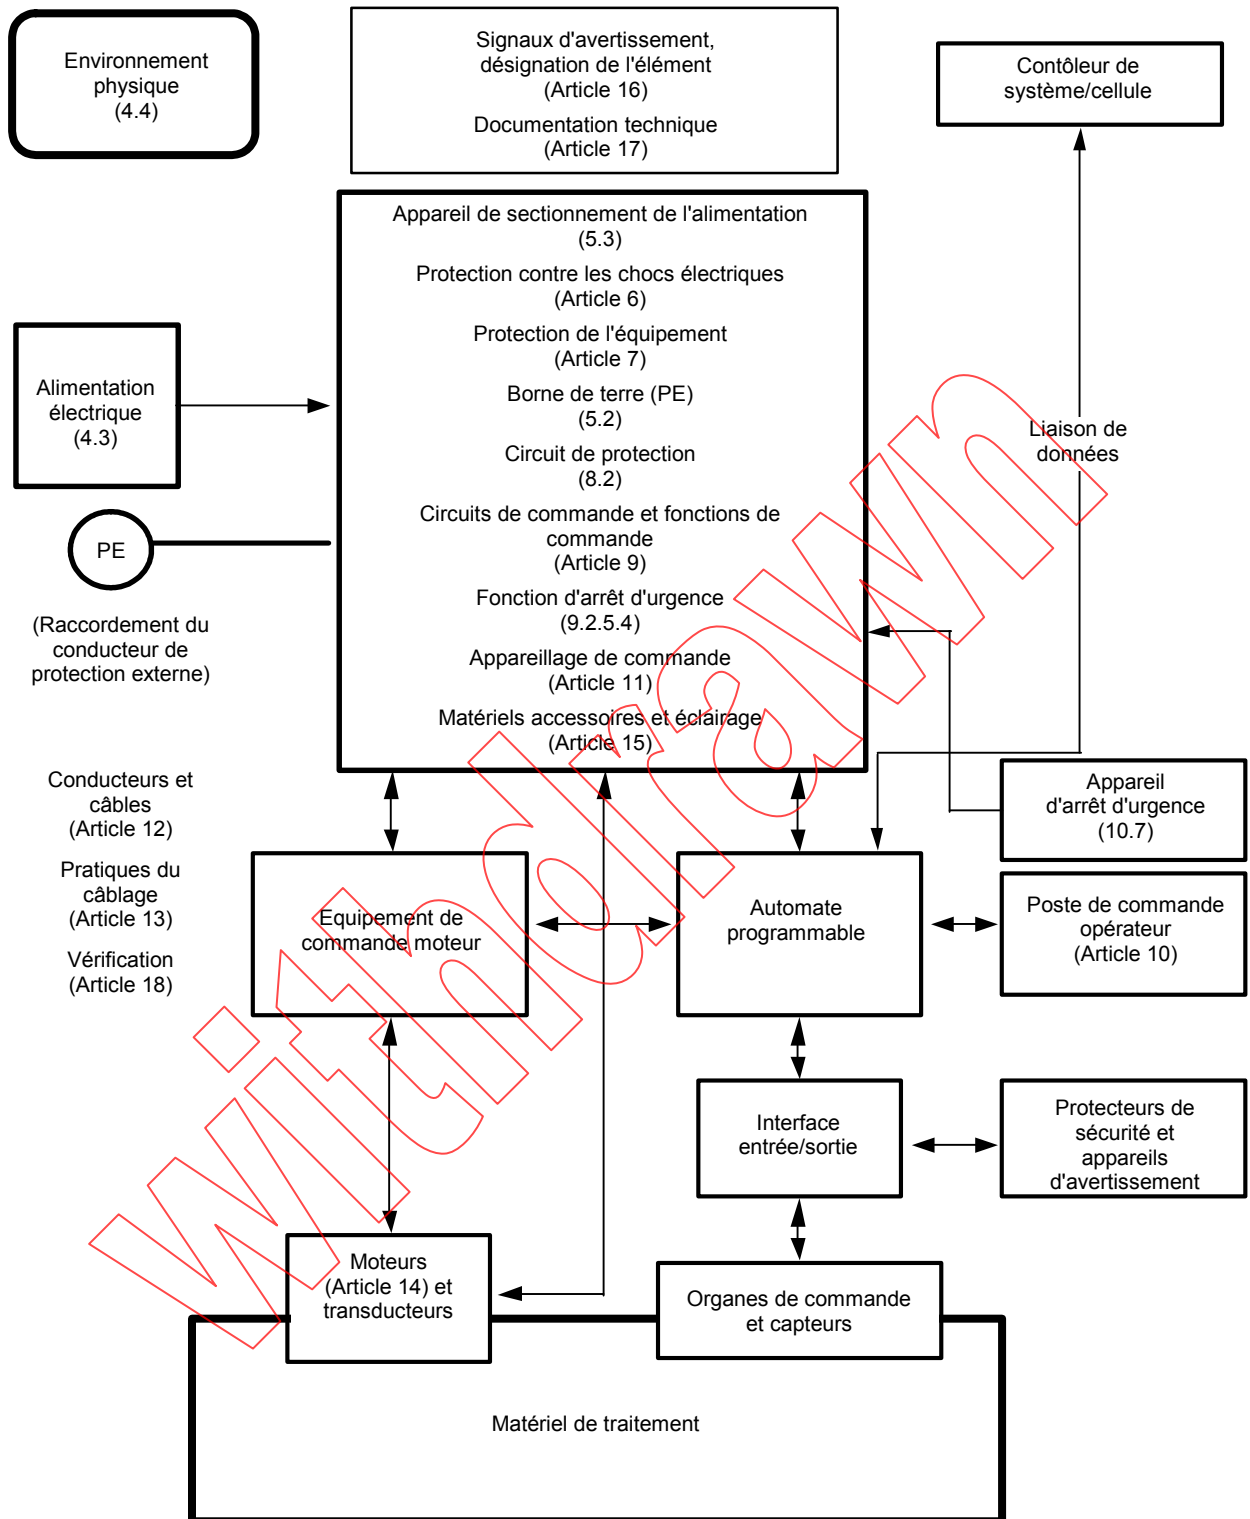 Environnement
physique
(4.4)
Signaux d'avertissement,
désignation de l'élément
(Article 16)
Documentation technique
(Article 17)
Contôleur de
système/cellule
Appareil de sectionnement de l'alimentation
(5.3)
Protection contre les chocs électriques
(Article 6)
Protection de l'équipement
(Article 7)
Borne de terre (PE)
(5.2)
Circuit de protection
(8.2)
Circuits de commande et fonctions de
commande
(Article 9)
Fonction d'arrêt d'urgence
(9.2.5.4)
Appareillage de commande
(Article 11)
Matériels accessoires et éclairage
(Article 15)
Alimentation
électrique
(4.3)
PE
(Raccordement du
conducteur de
protection externe)
Liaison de
données
Conducteurs et
câbles
(Article 12)
Pratiques du
câblage
(Article 13)
Vérification
(Article 18)
Appareil
d'arrêt d'urgence
(10.7)
Equipement de
commande moteur
Automate
programmable
Poste de commande
opérateur
(Article 10)
Interface
entrée/sortie
Protecteurs de
sécurité et
appareils
d'avertissement
Moteurs
(Article 14) et
transducteurs
Organes de commande
et capteurs
Matériel de traitement
Withdrawn